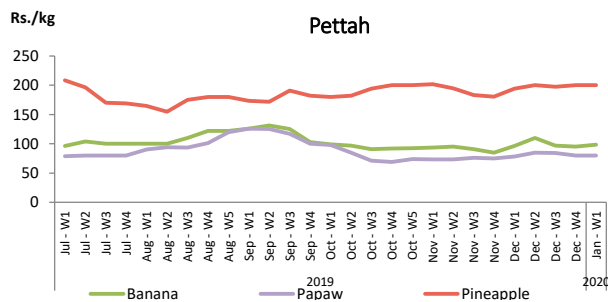 Rs./kg
Pettah
250
200
150
100
50
0
Jul - W1
Jul - W2
Jul - W3
Jul - W4
Aug - W1
Aug - W2
Aug - W3
Aug - W4
Aug - W5
Sep - W1
Sep - W2
Sep - W3
Sep - W4
Oct - W1
Oct - W2
Oct - W3
Oct - W4
Oct - W5
Nov - W1
Nov - W2
Nov - W3
Nov - W4
Dec - W1
Dec - W2
Dec - W3
Dec - W4
Jan - W1
2019
2020
Banana
Papaw
Pineapple